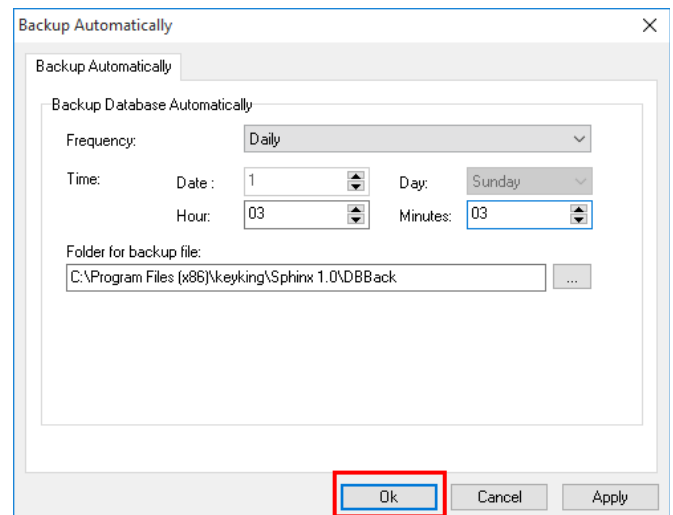 Backup Automatically
Backup Automatically
Backup Database Automatically
Frequency: Daily
Time: Date : 1 Day: Sunday
Hour: 03 Minutes: 03
Folder for backup file:
C:\Program Files (x86)\keyking\Sphinx 1.0\DBBack ...
Ok Cancel Apply